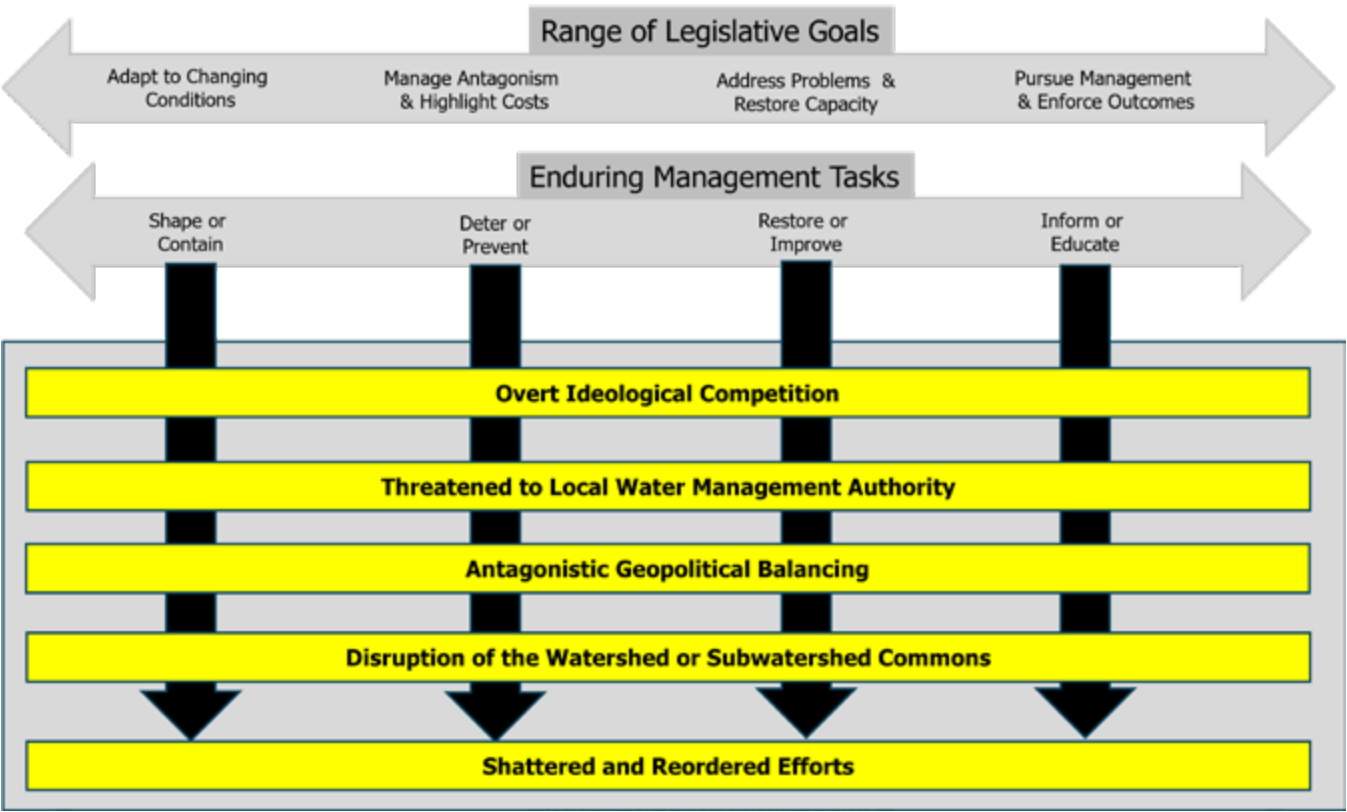 Range of Legislative Goals
Adapt to Changing
Conditions
Manage Antagonism
& Highlight Costs
Address Problems &
Restore Capacity
Pursue Management
& Enforce Outcomes
Enduring Management Tasks
Shape or
Contain
Deter or
Prevent
Restore or
Improve
Inform or
Educate
Overt Ideological Competition
Threatened to Local Water Management Authority
Antagonistic Geopolitical Balancing
Disruption of the Watershed or Subwatershed Commons
Shattered and Reordered Efforts